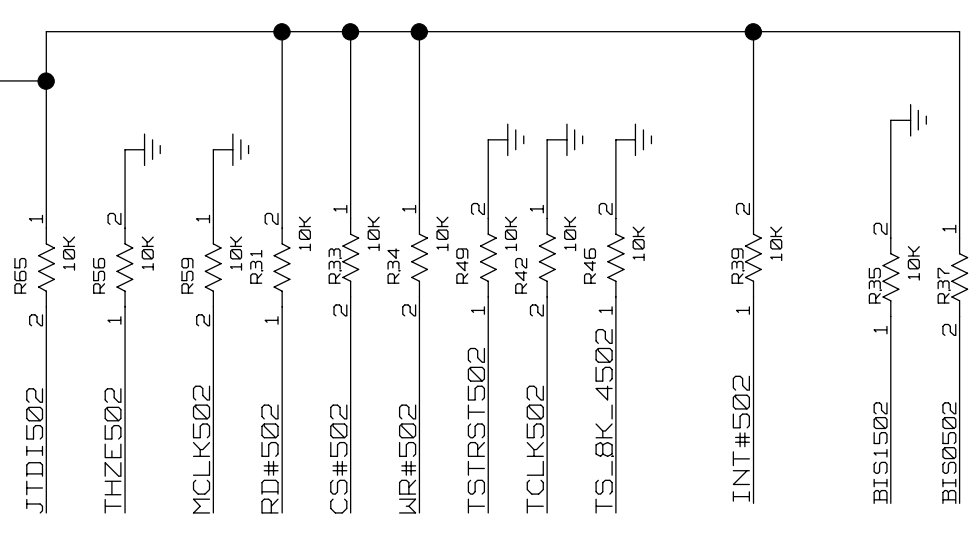 1
R65
10K
2
JTDI502
2
R56
10K
1
THZE502
1
R59
10K
2
MCLK502
2
R31
10K
1
RD#502
1
R33
10K
2
CS#502
1
R34
10K
2
WR#502
2
R49
10K
1
TSTRST502
1
R42
10K
2
TCLK502
2
R46
10K
1
TS_8K_4502
2
R39
10K
1
INT#502
2
R35
10K
1
BIS1502
1
R37
2
BIS0502